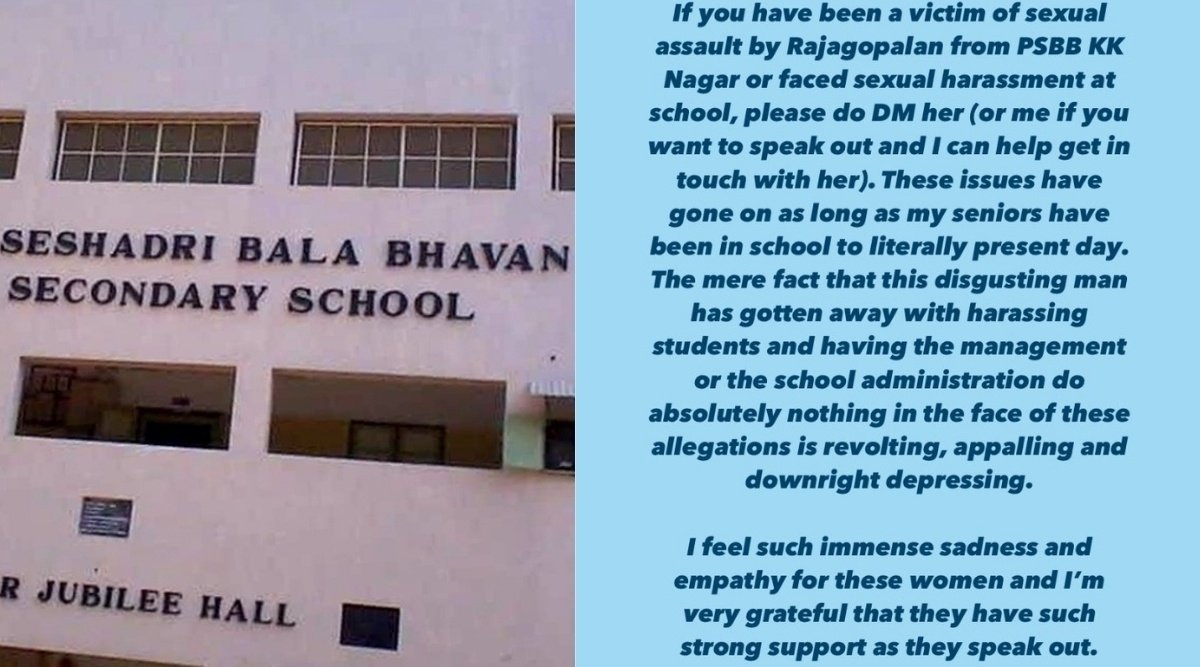 SESHADRI BALA BHAVAN
SECONDARY SCHOOL
R JUBILEE HALL
If you have been a victim of sexual
assault by Rajagopalan from PSBB KK
Nagar or faced sexual harassment at
school, please do DM her (or me if you
want to speak out and I can help get in
touch with her). These issues have
gone on as long as my seniors have
been in school to literally present day.
The mere fact that this disgusting man
has gotten away with harassing
students and having the management
or the school administration do
absolutely nothing in the face of these
allegations is revolting, appalling and
downright depressing.
I feel such immense sadness and
empathy for these women and I’m
very grateful that they have such
strong support as they speak out.